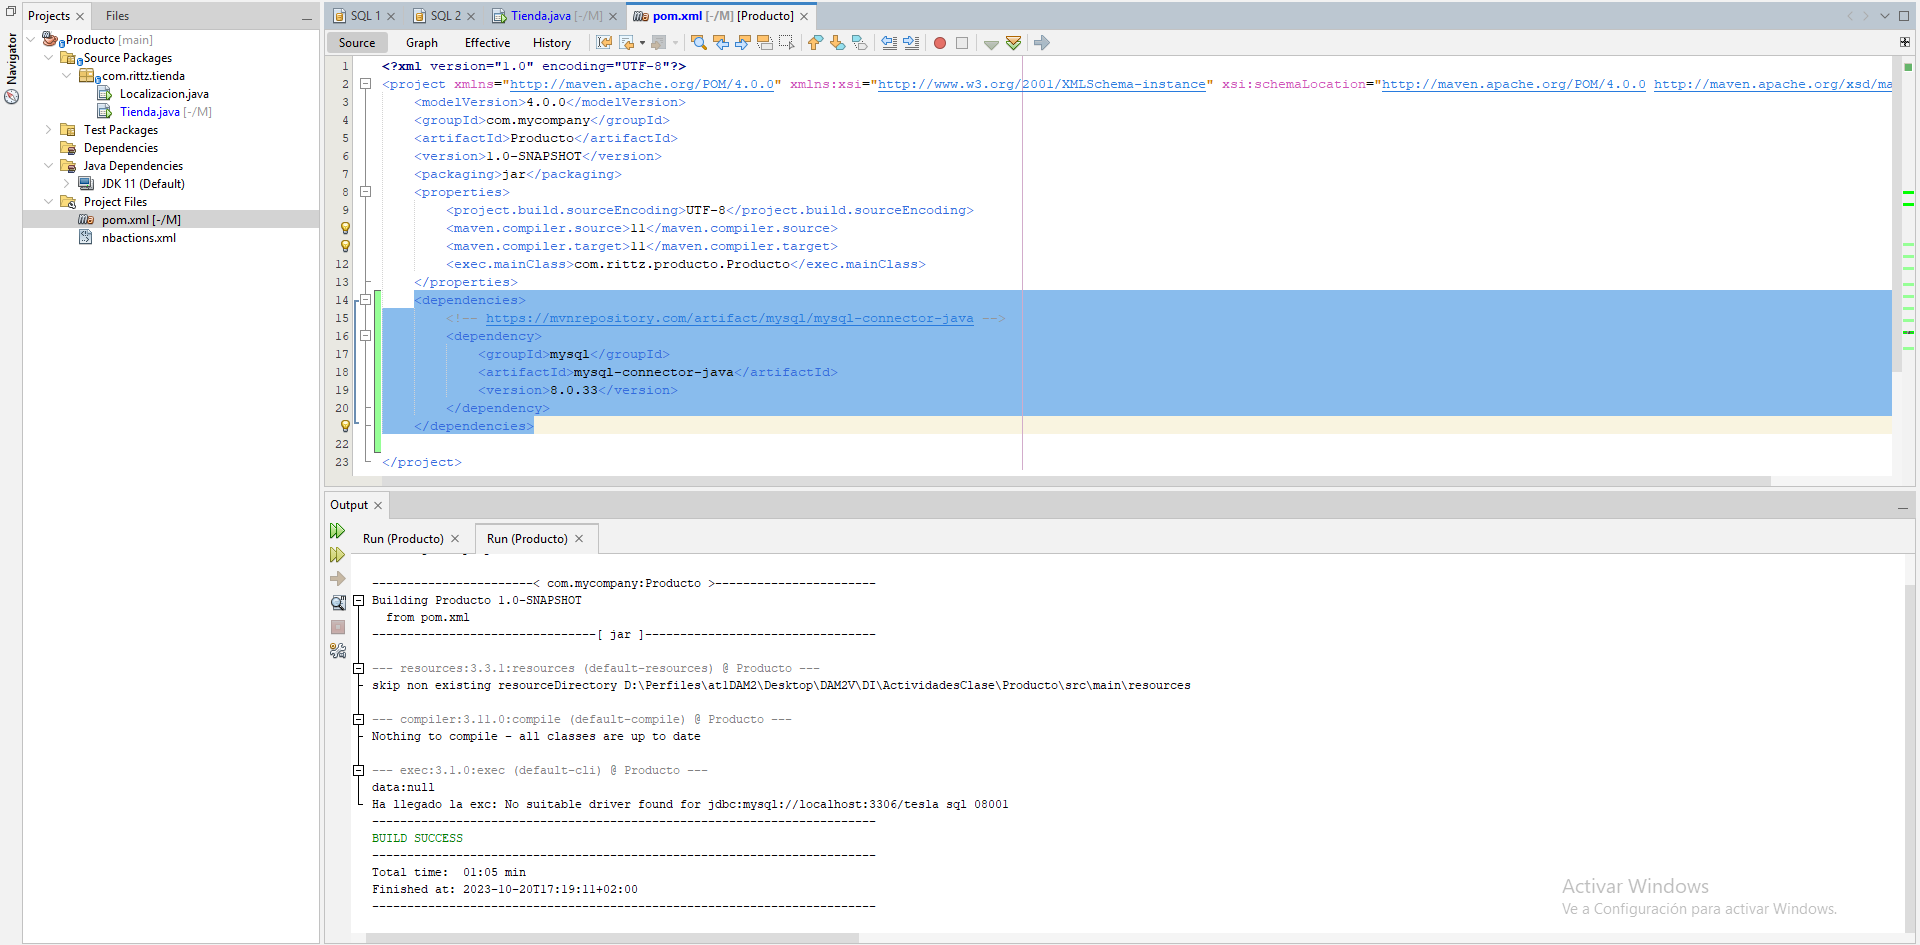 Projects
Files
Navigator
Producto [main]
Source Packages
com.rittz.tienda
Localizacion.java
Tienda.java [-/M]
Test Packages
Dependencies
Java Dependencies
JDK 11 (Default)
Project Files
pom.xml [-/M]
nbactions.xml
SQL 1
SQL 2
Tienda.java [-/M]
pom.xml [-/M] [Producto]
Source
Graph
Effective
History
1 <?xml version="1.0" encoding="UTF-8"?>
2 <project xmlns="http://maven.apache.org/POM/4.0.0" xmlns:xsi="http://www.w3.org/2001/XMLSchema-instance" xsi:schemaLocation="http://maven.apache.org/POM/4.0.0 http://maven.apache.org/xsd/ma
3 <modelVersion>4.0.0</modelVersion>
4 <groupId>com.mycompany</groupId>
5 <artifactId>Producto</artifactId>
6 <version>1.0-SNAPSHOT</version>
7 <packaging>jar</packaging>
8 <properties>
9 <project.build.sourceEncoding>UTF-8</project.build.sourceEncoding>
<maven.compiler.source>11</maven.compiler.source>
<maven.compiler.target>11</maven.compiler.target>
12 <exec.mainClass>com.rittz.producto.Producto</exec.mainClass>
13 </properties>
14 <dependencies>
15 <!-- https://mvnrepository.com/artifact/mysql/mysql-connector-java -->
16 <dependency>
17 <groupId>mysql</groupId>
18 <artifactId>mysql-connector-java</artifactId>
19 <version>8.0.33</version>
20 </dependency>
</dependencies>
22
23 </project>
Output
Run (Producto)
Run (Producto)
-----------------------< com.mycompany:Producto >-----------------------
Building Producto 1.0-SNAPSHOT
from pom.xml
--------------------------------[ jar ]---------------------------------
--- resources:3.3.1:resources (default-resources) @ Producto ---
skip non existing resourceDirectory D:\Perfiles\at1DAM2\Desktop\DAM2V\DI\ActividadesClase\Producto\src\main\resources
--- compiler:3.11.0:compile (default-compile) @ Producto ---
Nothing to compile - all classes are up to date
--- exec:3.1.0:exec (default-cli) @ Producto ---
data:null
Ha llegado la exc: No suitable driver found for jdbc:mysql://localhost:3306/tesla sql 08001
------------------------------------------------------------------------
BUILD SUCCESS
------------------------------------------------------------------------
Total time:  01:05 min
Finished at: 2023-10-20T17:19:11+02:00
------------------------------------------------------------------------
Activar Windows
Ve a Configuración para activar Windows.